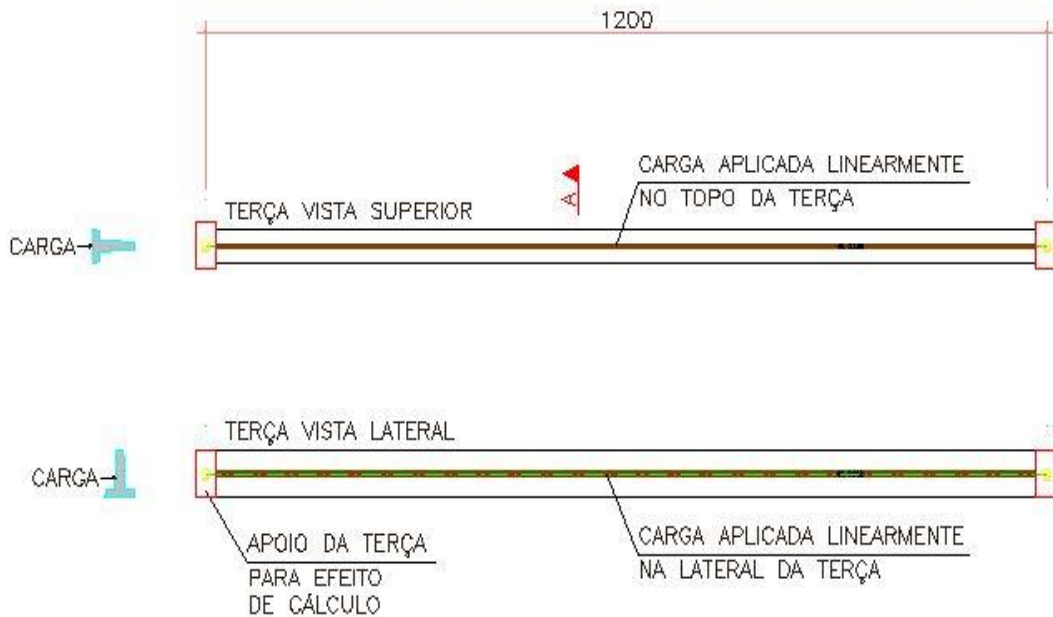 1200
CARGA APLICADA LINEARMENTE
NO TOPO DA TERÇA
A
TERÇA VISTA SUPERIOR
CARGA
TERÇA VISTA LATERAL
CARGA
APOIO DA TERÇA
PARA EFEITO
DE CÁLCULO
CARGA APLICADA LINEARMENTE
NA LATERAL DA TERÇA